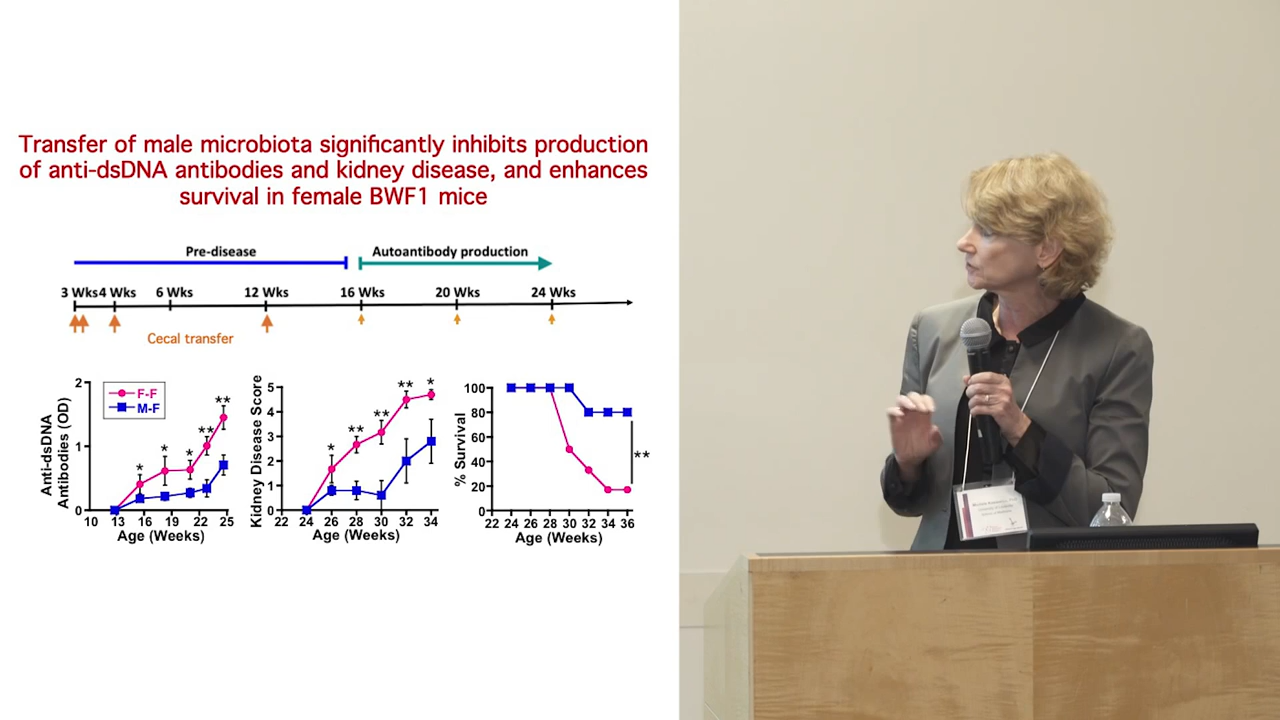 Transfer of male microbiota significantly inhibits production
of anti-dsDNA antibodies and kidney disease, and enhances
survival in female BWF1 mice
Pre-disease
Autoantibody production
3 Wks 4 Wks 6 Wks 12 Wks 16 Wks 20 Wks 24 Wks
Cecal transfer
Anti-dsDNA
Antibodies (OD)
2
1
0
F-F
M-F
* * * ** **
10 13 16 19 22 25
Age (Weeks)
Kidney Disease Score
5
4
3
2
1
0
* ** ** ** *
22 24 26 28 30 32 34
Age (Weeks)
% Survival
100
80
60
40
20
0
**
22 24 26 28 30 32 34 36
Age (Weeks)